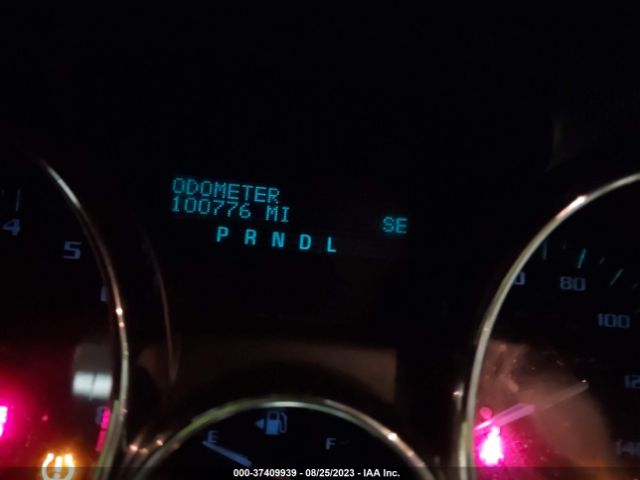 ODOMETER
100776 MI
SE
P R N D L
4
5
80
100
E
F
000-37409939 - 08/25/2023 - IAA Inc.